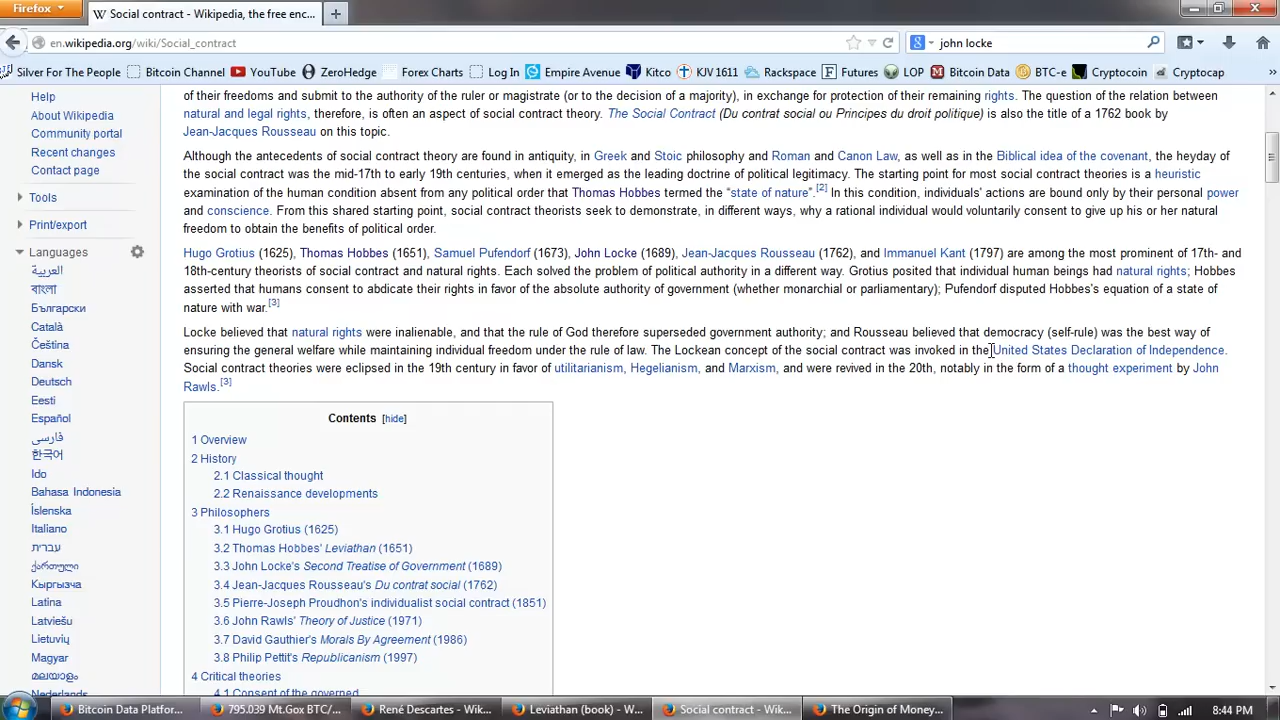 Firefox
Social contract - Wikipedia, the free enc...
en.wikipedia.org/wiki/Social_contract
john locke
Silver For The People Bitcoin Channel YouTube ZeroHedge Forex Charts Log In Empire Avenue Kitco KJV 1611 Rackspace Futures LOP Bitcoin Data BTC-e Cryptocoin Cryptocap »
Help
About Wikipedia
Community portal
Recent changes
Contact page
Tools
Print/export
Languages
العربية
বাংলা
Български
Català
Čeština
Dansk
Deutsch
Eesti
Español
فارسی
한국어
Ido
Bahasa Indonesia
Íslenska
Italiano
עברית
ქართული
Кыргызча
Latina
Latviešu
Lietuvių
Magyar
മലയാളം
Nederlands
of their freedoms and submit to the authority of the ruler or magistrate (or to the decision of a majority), in exchange for protection of their remaining rights. The question of the relation between
natural and legal rights, therefore, is often an aspect of social contract theory. The Social Contract (Du contrat social ou Principes du droit politique) is also the title of a 1762 book by
Jean-Jacques Rousseau on this topic.
Although the antecedents of social contract theory are found in antiquity, in Greek and Stoic philosophy and Roman and Canon Law, as well as in the Biblical idea of the covenant, the heyday of
the social contract was the mid-17th to early 19th centuries, when it emerged as the leading doctrine of political legitimacy. The starting point for most social contract theories is a heuristic
examination of the human condition absent from any political order that Thomas Hobbes termed the "state of nature".[2] In this condition, individuals' actions are bound only by their personal power
and conscience. From this shared starting point, social contract theorists seek to demonstrate, in different ways, why a rational individual would voluntarily consent to give up his or her natural
freedom to obtain the benefits of political order.
Hugo Grotius (1625), Thomas Hobbes (1651), Samuel Pufendorf (1673), John Locke (1689), Jean-Jacques Rousseau (1762), and Immanuel Kant (1797) are among the most prominent of 17th- and
18th-century theorists of social contract and natural rights. Each solved the problem of political authority in a different way. Grotius posited that individual human beings had natural rights; Hobbes
asserted that humans consent to abdicate their rights in favor of the absolute authority of government (whether monarchial or parliamentary); Pufendorf disputed Hobbes's equation of a state of
nature with war.[3]
Locke believed that natural rights were inalienable, and that the rule of God therefore superseded government authority; and Rousseau believed that democracy (self-rule) was the best way of
ensuring the general welfare while maintaining individual freedom under the rule of law. The Lockean concept of the social contract was invoked in the United States Declaration of Independence.
Social contract theories were eclipsed in the 19th century in favor of utilitarianism, Hegelianism, and Marxism, and were revived in the 20th, notably in the form of a thought experiment by John
Rawls.[3]
Contents [hide]
1 Overview
2 History
2.1 Classical thought
2.2 Renaissance developments
3 Philosophers
3.1 Hugo Grotius (1625)
3.2 Thomas Hobbes' Leviathan (1651)
3.3 John Locke's Second Treatise of Government (1689)
3.4 Jean-Jacques Rousseau's Du contrat social (1762)
3.5 Pierre-Joseph Proudhon's individualist social contract (1851)
3.6 John Rawls' Theory of Justice (1971)
3.7 David Gauthier's Morals By Agreement (1986)
3.8 Philip Pettit's Republicanism (1997)
4 Critical theories
4.1 Consent of the governed
Bitcoin Data Platfor... 795.039 Mt.Gox BTC/... René Descartes - Wik... Leviathan (book) - W... Social contract - Wik... The Origin of Money... 8:44 PM